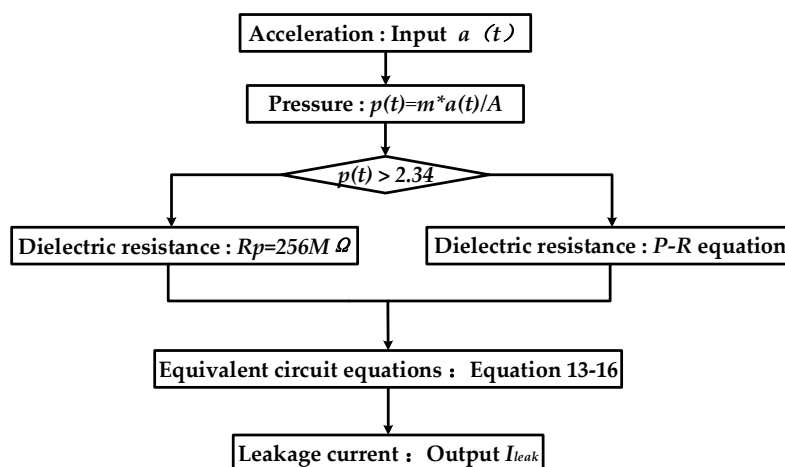 Acceleration : Input a（t）
Pressure : p(t)=m*a(t)/A
p(t) > 2.34
Dielectric resistance : Rp=256M Ω
Dielectric resistance : P-R equation
Equivalent circuit equations： Equation 13-16
Leakage current： Output Ileak